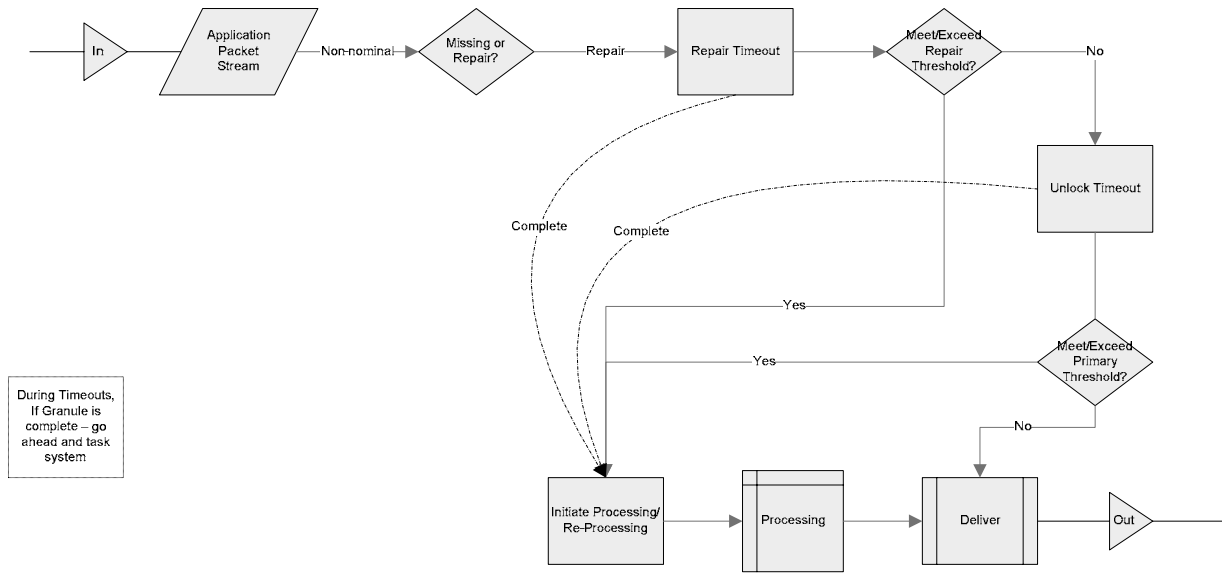 In
Application
Packet
Stream
Non-nominal
Missing or
Repair?
Repair
Repair Timeout
Meet/Exceed
Repair
Threshold?
No
Unlock Timeout
Complete
Complete
Yes
Meet/Exceed
Primary
Threshold?
Yes
During Timeouts,
If Granule is
complete – go
ahead and task
system
No
Initiate Processing/
Re-Processing
Processing
Deliver
Out